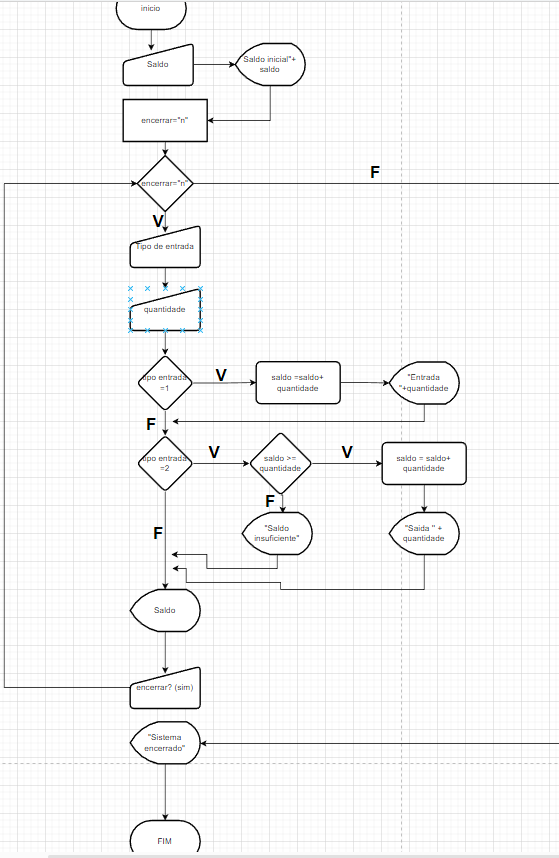 inicio
Saldo
Saldo inicial"+
saldo
encerrar="n"
encerrar="n"
F
V
Tipo de entrada
quantidade
tipo entrada
=1
V
saldo =saldo+
quantidade
"Entrada
"+quantidade
F
tipo entrada
=2
V
saldo >=
quantidade
V
saldo = saldo+
quantidade
F
"Saldo
insuficiente"
"Saida " +
quantidade
F
Saldo
encerrar? (sim)
"Sistema
encerrado"
FIM